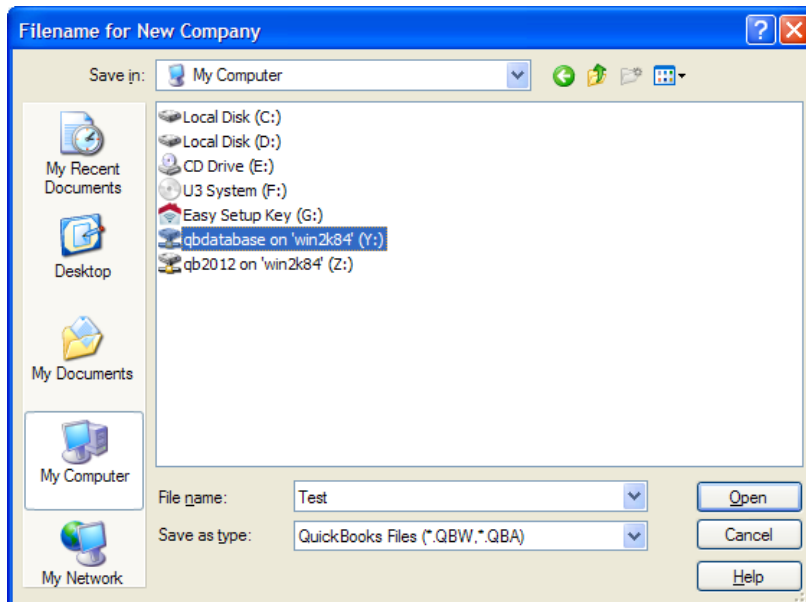 Filename for New Company
Save in:
My Computer
My Recent
Documents
Desktop
My Documents
My Computer
My Network
Local Disk (C:)
Local Disk (D:)
CD Drive (E:)
U3 System (F:)
Easy Setup Key (G:)
qbdatabase on 'win2k84' (Y:)
qb2012 on 'win2k84' (Z:)
File name:
Test
Open
Save as type:
QuickBooks Files (*.QBW,*.QBA)
Cancel
Help